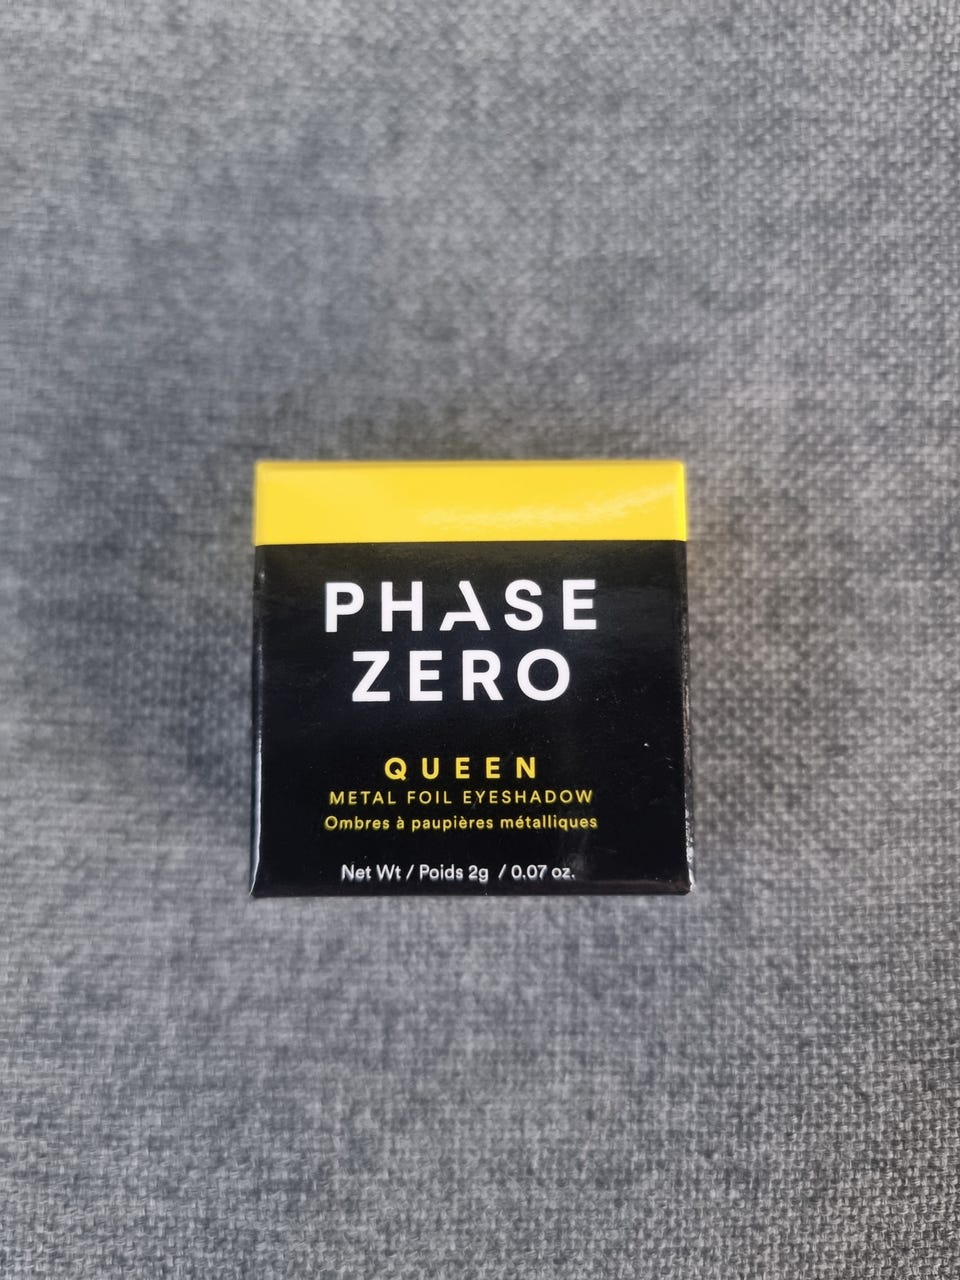 PHASE
ZERO
QUEEN
METAL FOIL EYESHADOW
Ombres à paupières métalliques
Net Wt / Poids 2g / 0.07 oz.